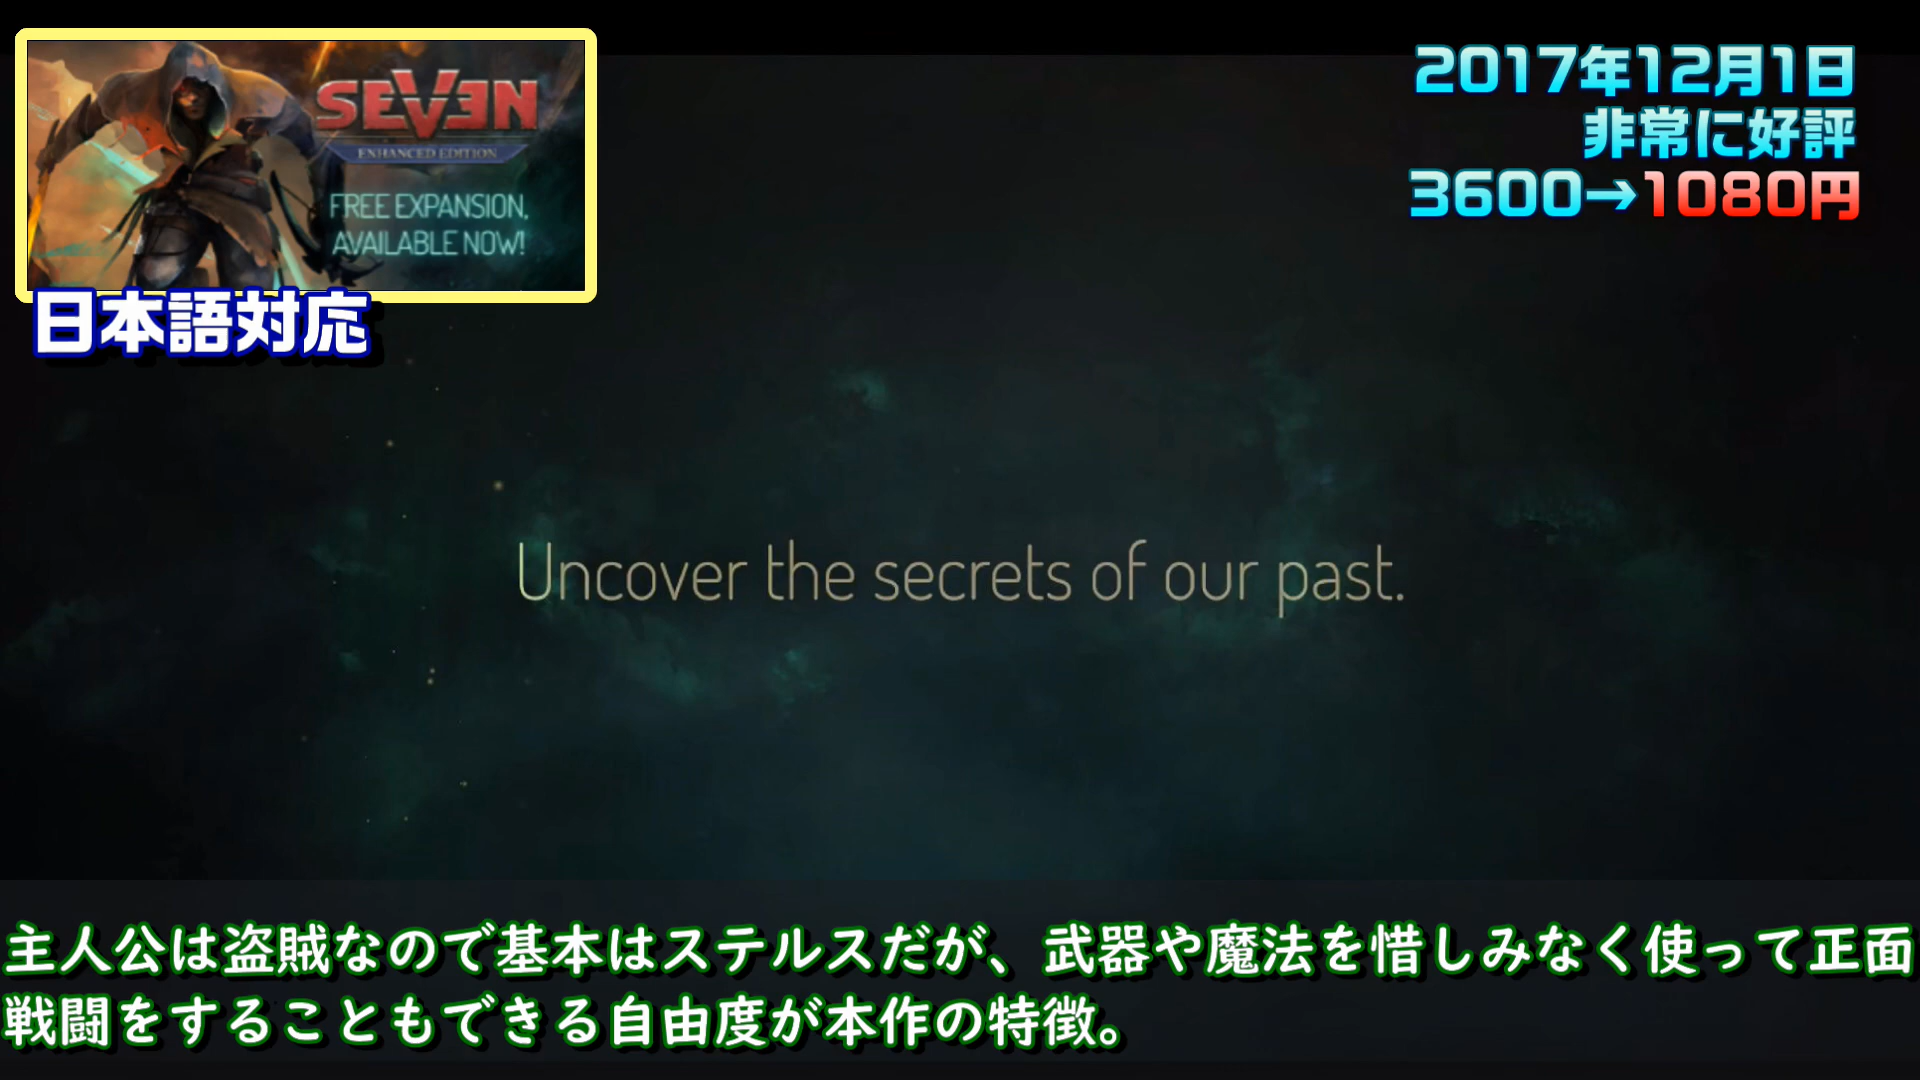 SEVEN
ENHANCED EDITION
FREE EXPANSION,
AVAILABLE NOW!
日本語対応
2017年12月1日
非常に好評
3600→1080円
Uncover the secrets of our past.
主人公は盗賊なので基本はステルスだが、武器や魔法を惜しみなく使って正面
戦闘をすることもできる自由度が本作の特徴。